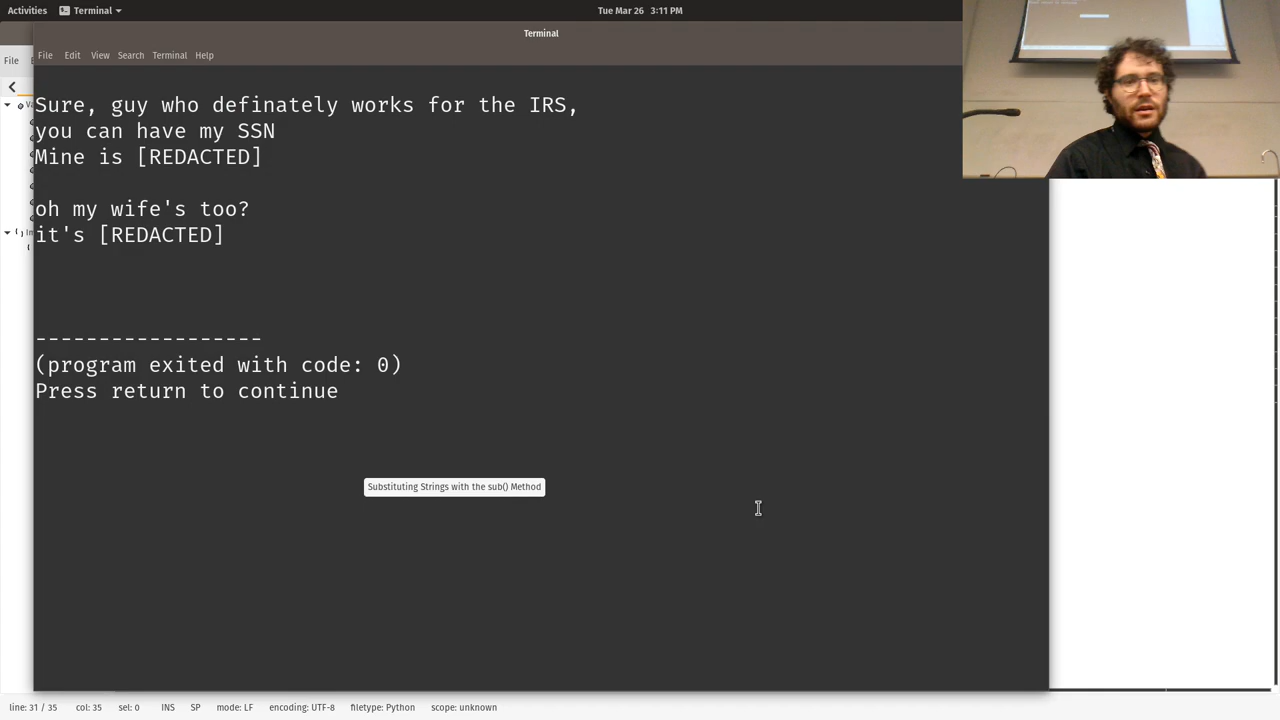 Activities Terminal Tue Mar 26 3:11 PM
Terminal
File
File Edit View Search Terminal Help
Sure, guy who definately works for the IRS,
you can have my SSN
Mine is [REDACTED]
oh my wife's too?
it's [REDACTED]
------------------
(program exited with code: 0)
Press return to continue
Substituting Strings with the sub() Method
line: 31 / 35 col: 35 sel: 0 INS SP mode: LF encoding: UTF-8 filetype: Python scope: unknown